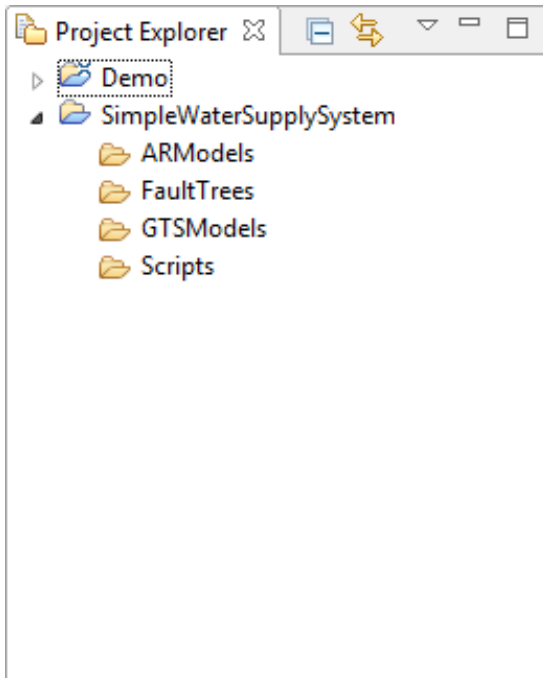 Project Explorer
Demo
SimpleWaterSupplySystem
ARModels
FaultTrees
GTSModels
Scripts